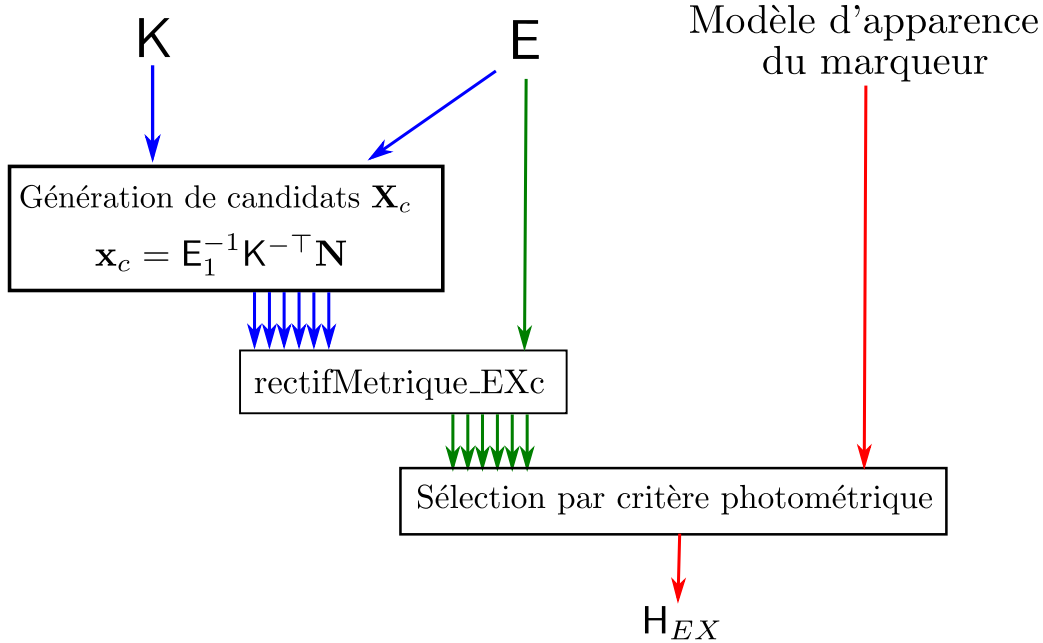 K
E
Modèle d'apparence
du marqueur
Génération de candidats X_c
x_c = E_1^{-1} K^{-⊤} N
rectifMetrique_EXc
Sélection par critère photométrique
H_{EX}